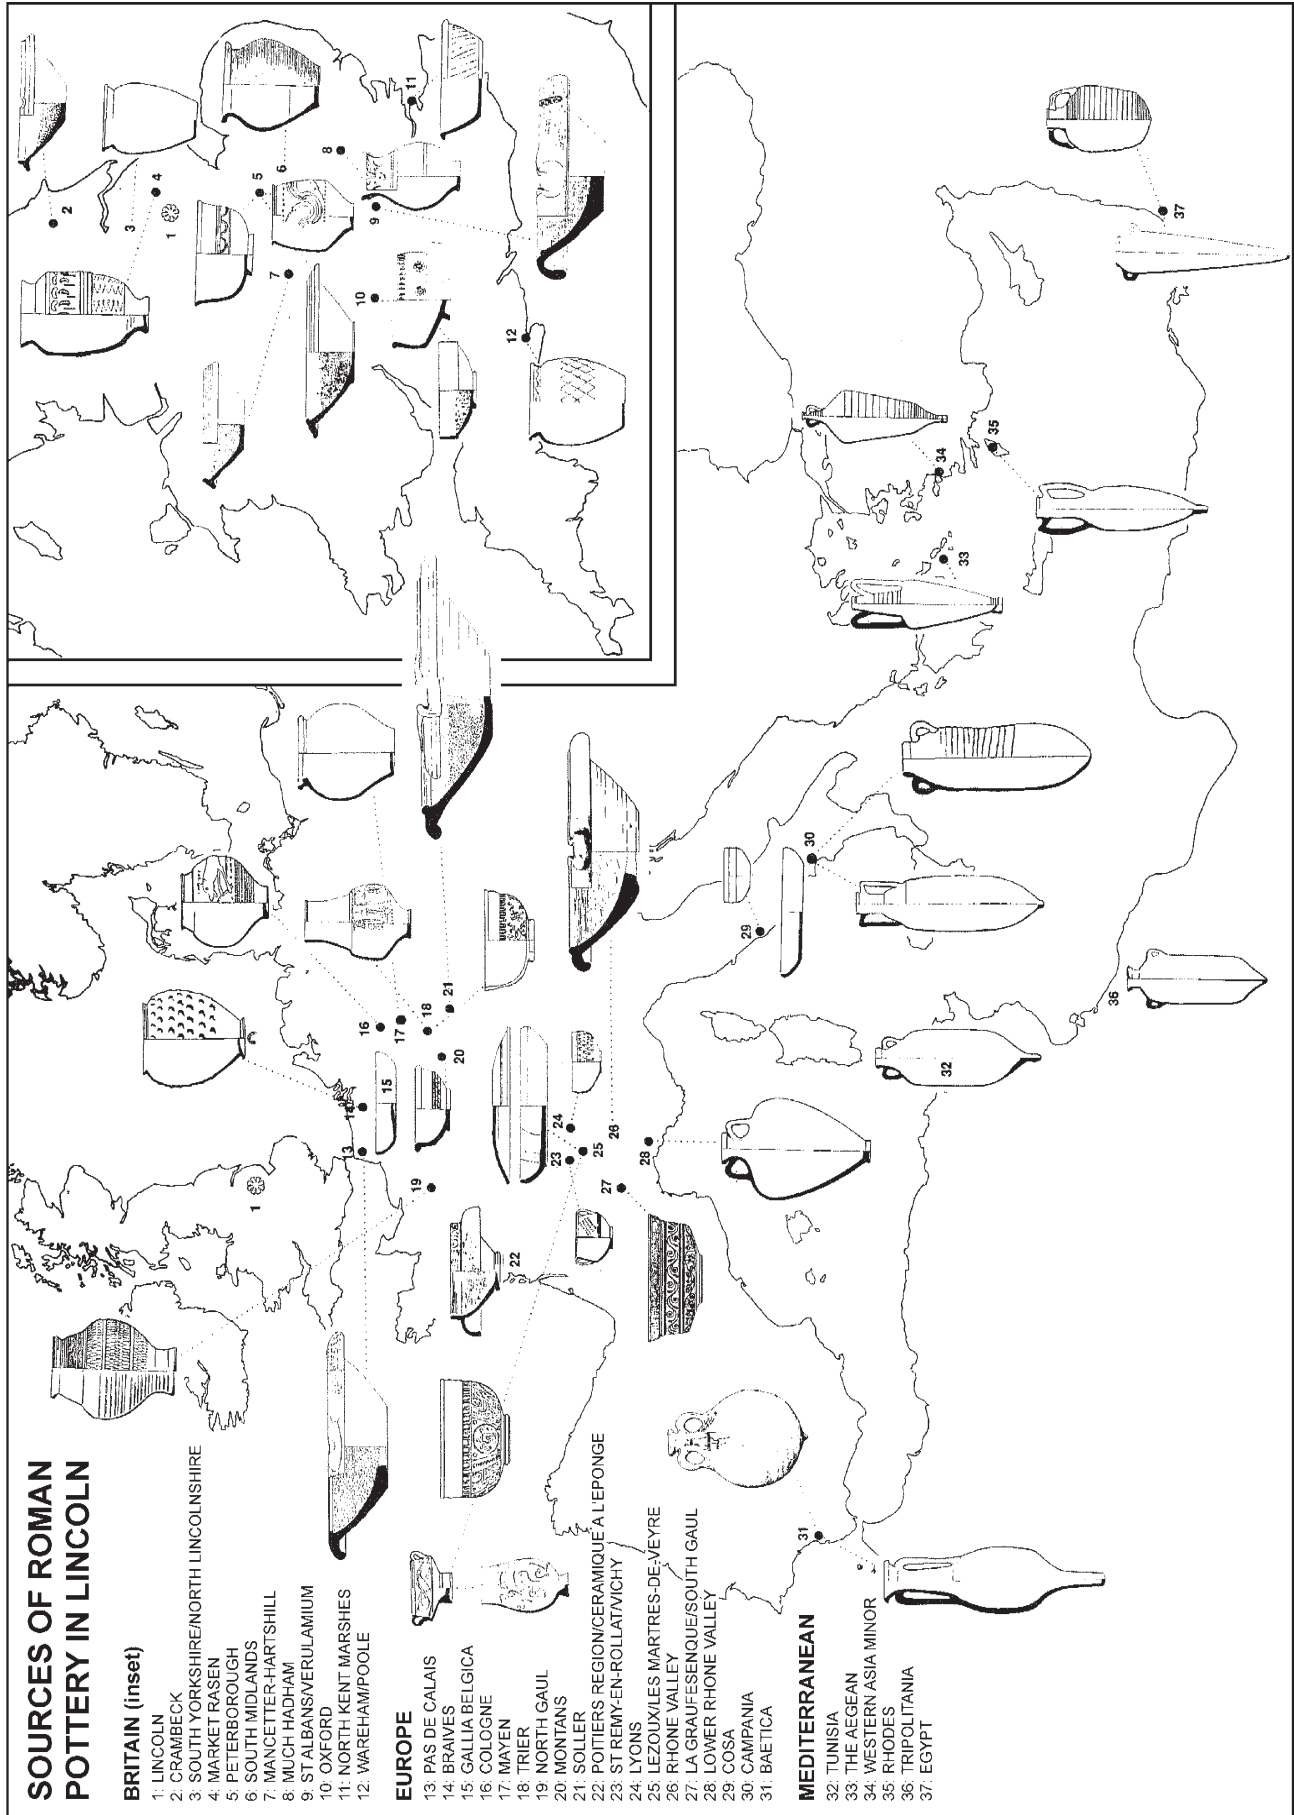 SOURCES OF ROMAN
POTTERY IN LINCOLN
BRITAIN (inset)
1: LINCOLN
2: CRAMBECK
3: SOUTH YORKSHIRE/NORTH LINCOLNSHIRE
4: MARKET RASEN
5: PETERBOROUGH
6: SOUTH MIDLANDS
7: MANCETTER-HARTSHILL
8: MUCH HADHAM
9: ST ALBANS/VERULAMIUM
10: OXFORD
11: NORTH KENT MARSHES
12: WAREHAM/POOLE
EUROPE
13: PAS DE CALAIS
14: BRAIVES
15: GALLIA BELGICA
16: COLOGNE
17: MAYEN
18: TRIER
19: NORTH GAUL
20: MONTANS
21: SOLLER
22: POITIERS REGION/CERAMIQUE A L'EPONGE
23: ST REMY-EN-ROLLAT/VICHY
24: LYONS
25: LEZOUX/LES MARTRES-DE-VEYRE
26: RHONE VALLEY
27: LA GRAUFESENQUE/SOUTH GAUL
28: LOWER RHONE VALLEY
29: COSA
30: CAMPANIA
31: BAETICA
MEDITERRANEAN
32: TUNISIA
33: THE AEGEAN
34: WESTERN ASIA MINOR
35: RHODES
36: TRIPOLITANIA
37: EGYPT
1
13
14
15
16
17
18
19
20
21
22
23
24
25
26
27
28
29
30
31
32
36
1
2
3
4
5
6
7
8
9
10
11
12
33
34
35
37